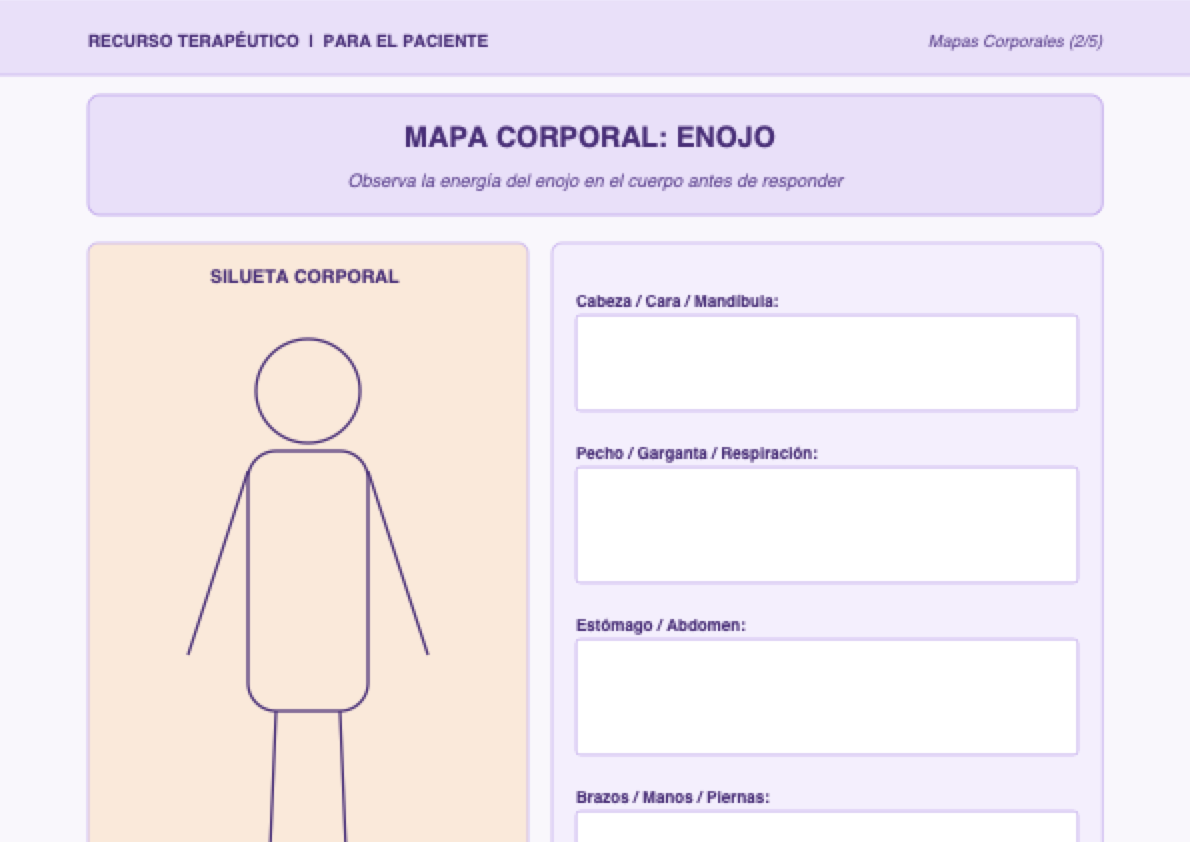 RECURSO TERAPÉUTICO | PARA EL PACIENTE
Mapas Corporales (2/5)
MAPA CORPORAL: ENOJO
Observa la energía del enojo en el cuerpo antes de responder
SILUETA CORPORAL
Cabeza / Cara / Mandíbula:
Pecho / Garganta / Respiración:
Estómago / Abdomen:
Brazos / Manos / Piernas: